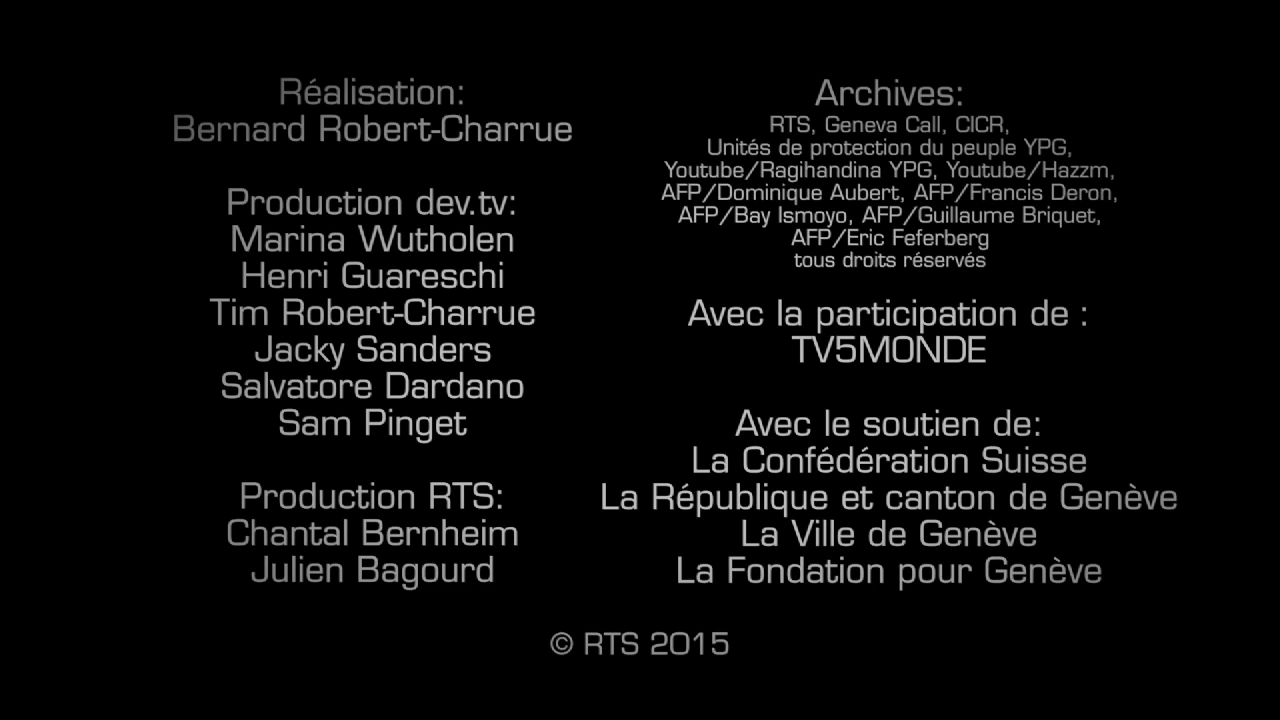 Réalisation:
Bernard Robert-Charrue
Production dev.tv:
Marina Wutholen
Henri Guareschi
Tim Robert-Charrue
Jacky Sanders
Salvatore Dardano
Sam Pinget
Production RTS:
Chantal Bernheim
Julien Bagourd
Archives:
RTS, Geneva Call, CICR,
Unités de protection du peuple YPG,
Youtube/Ragihandina YPG, Youtube/Hazzm,
AFP/Dominique Aubert, AFP/Francis Deron,
AFP/Bay Ismoyo, AFP/Guillaume Briquet,
AFP/Eric Feferberg
tous droits réservés
Avec la participation de :
TV5MONDE
Avec le soutien de:
La Confédération Suisse
La République et canton de Genève
La Ville de Genève
La Fondation pour Genève
© RTS 2015